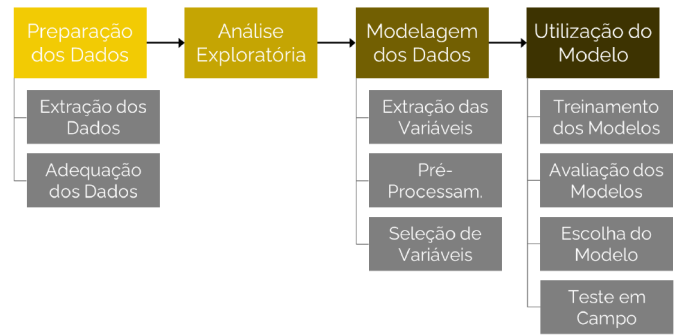 Preparação
dos Dados
Análise
Exploratória
Modelagem
dos Dados
Utilização do
Modelo
Extração dos
Dados
Adequação
dos Dados
Extração das
Variáveis
Pré-
Processam.
Seleção de
Variáveis
Treinamento
dos Modelos
Avaliação dos
Modelos
Escolha do
Modelo
Teste em
Campo